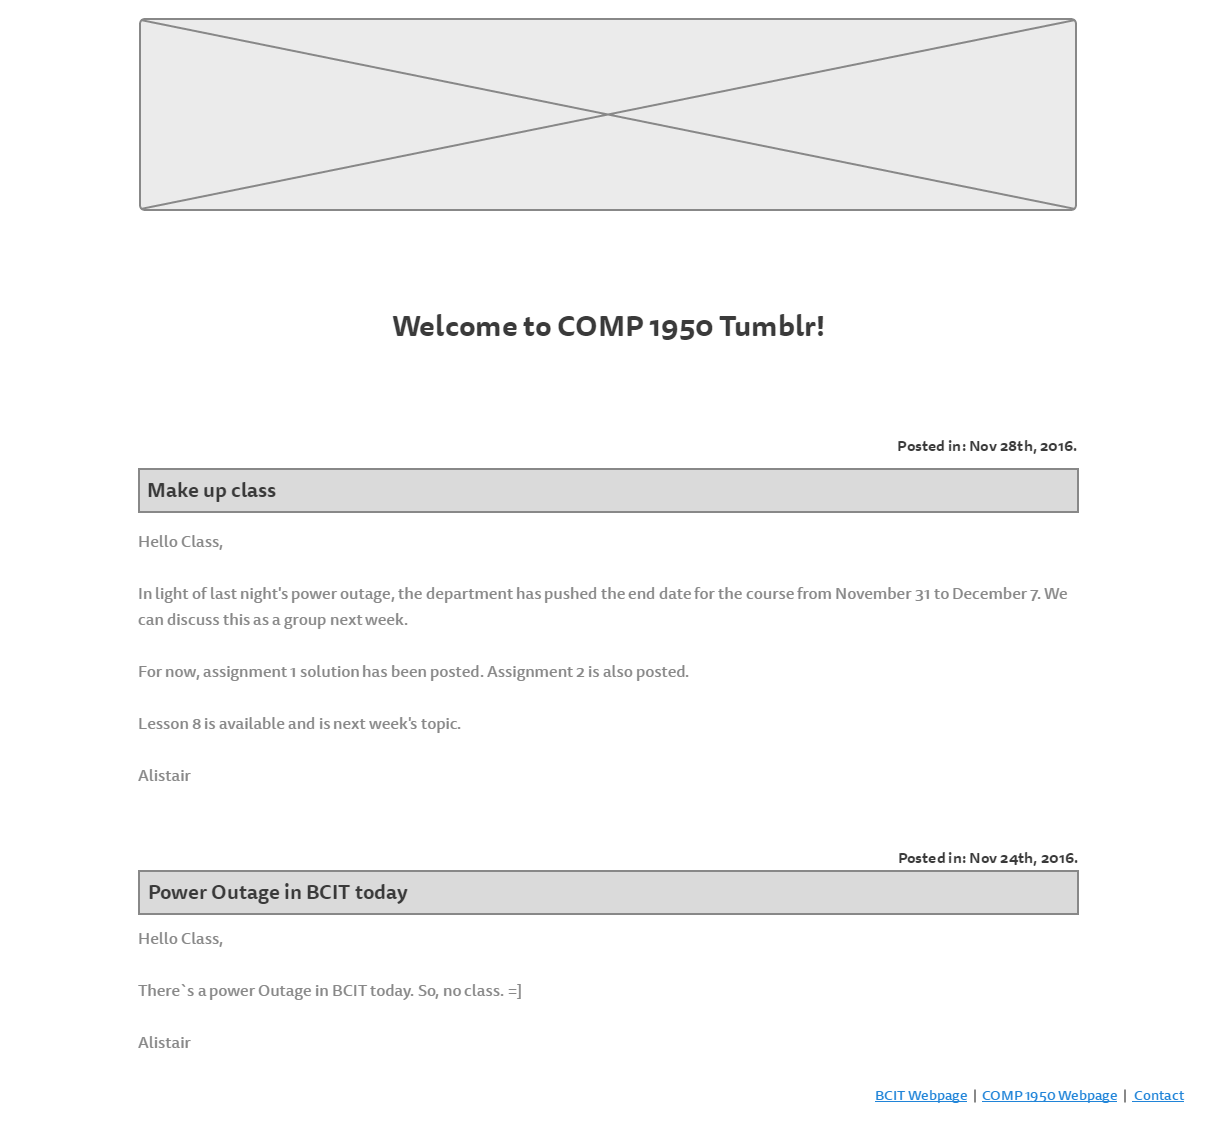 Welcome to COMP 1950 Tumblr!
Posted in: Nov 28th, 2016.
Make up class
Hello Class,
In light of last night's power outage, the department has pushed the end date for the course from November 31 to December 7. We
can discuss this as a group next week.
For now, assignment 1 solution has been posted. Assignment 2 is also posted.
Lesson 8 is available and is next week's topic.
Alistair
Posted in: Nov 24th, 2016.
Power Outage in BCIT today
Hello Class,
There`s a power Outage in BCIT today. So, no class. =]
Alistair
BCIT Webpage | COMP 1950 Webpage | Contact